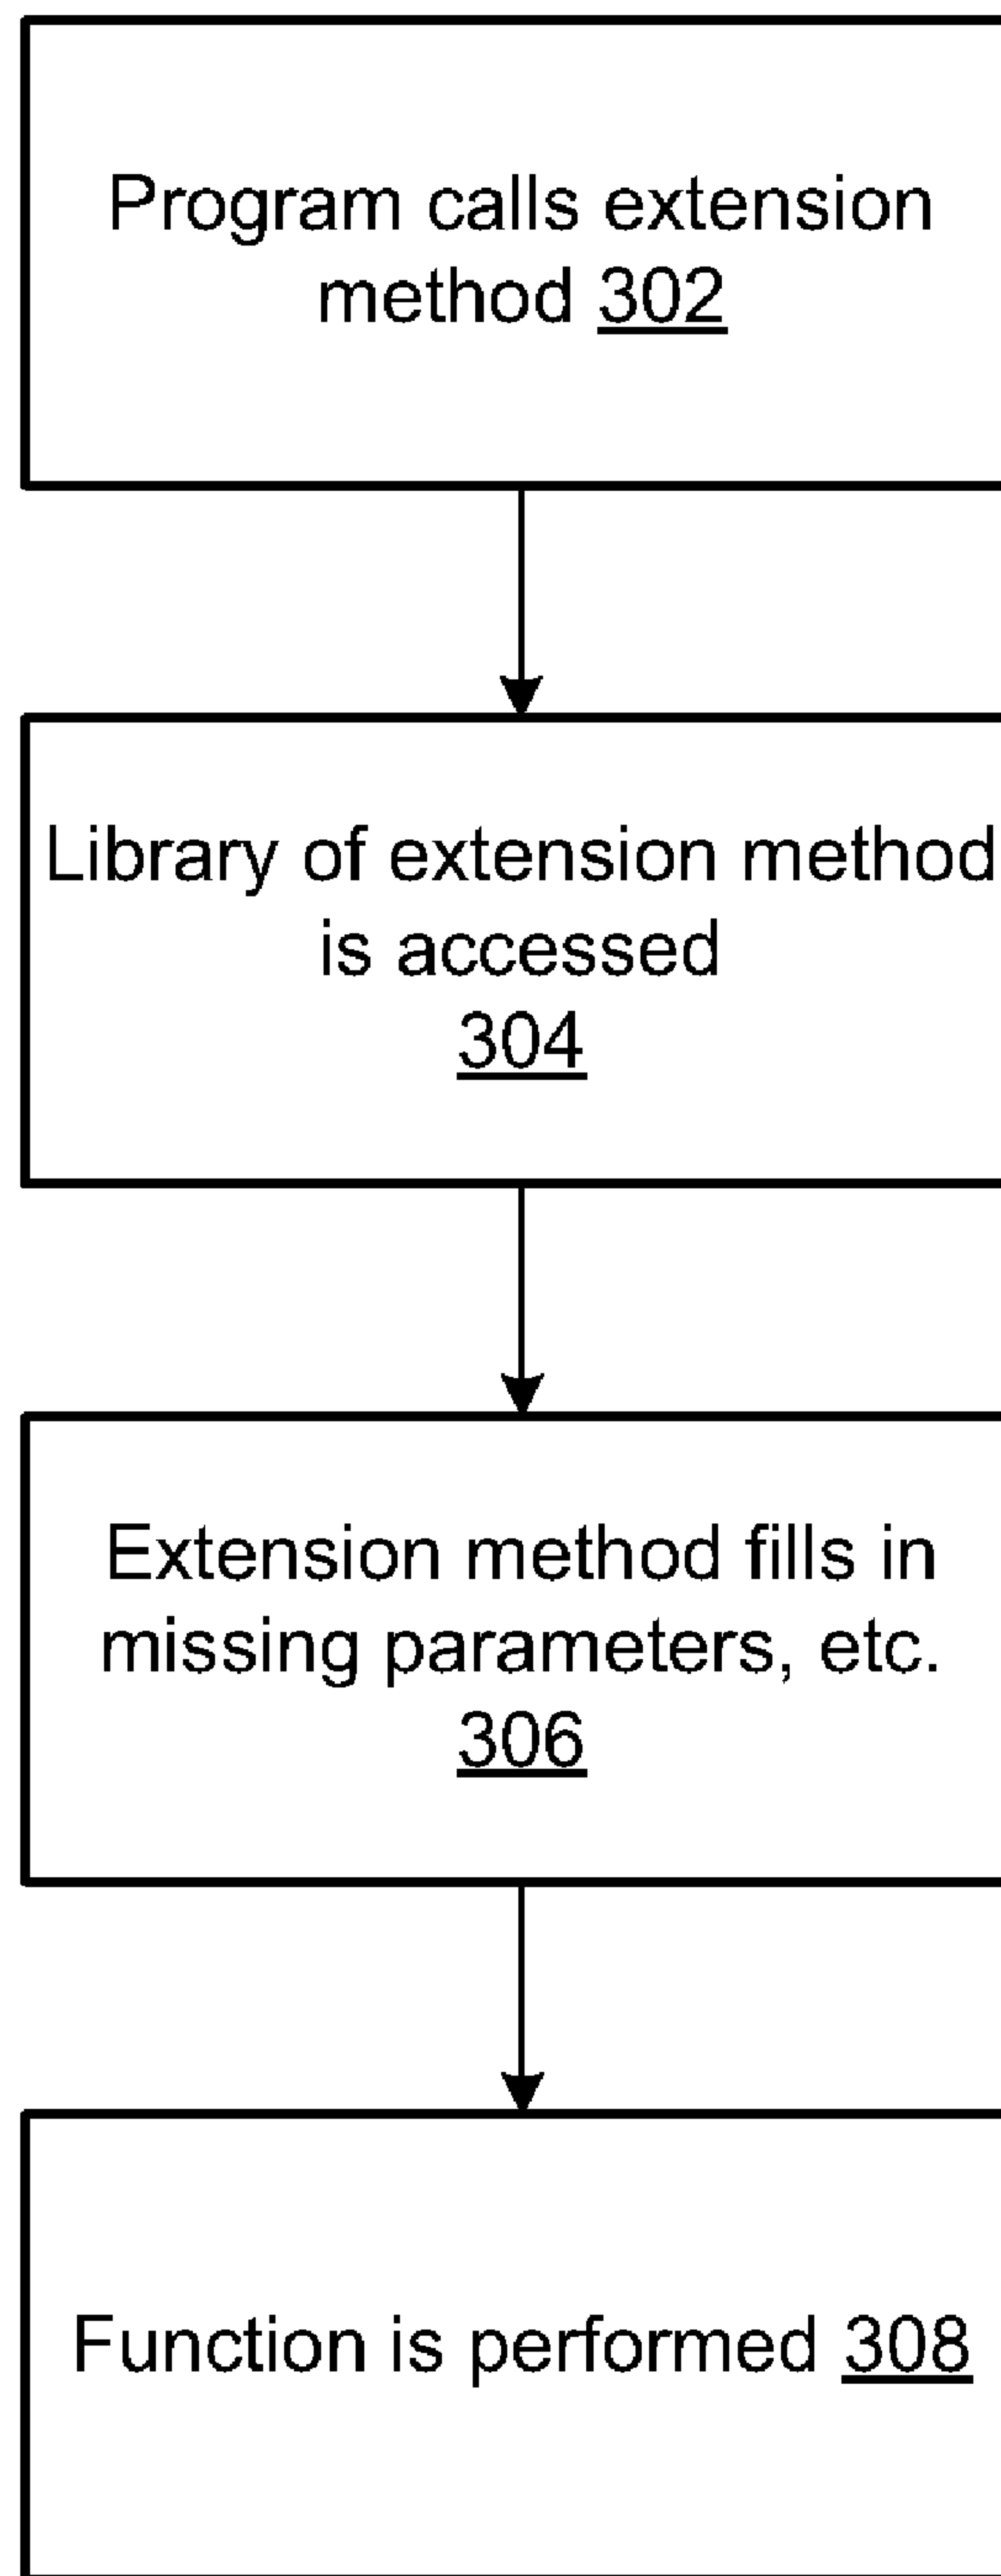 Program calls extension
method 302
Library of extension method
is accessed
304
Extension method fills in
missing parameters, etc.
306
Function is performed 308